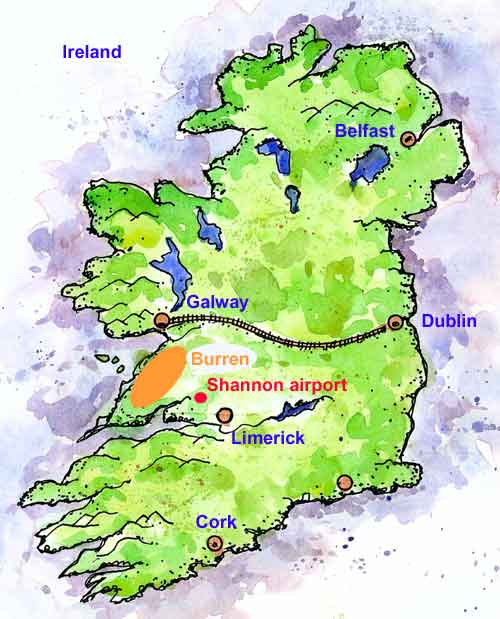 Ireland
Belfast
Galway
Dublin
Burren
Shannon airport
Limerick
Cork